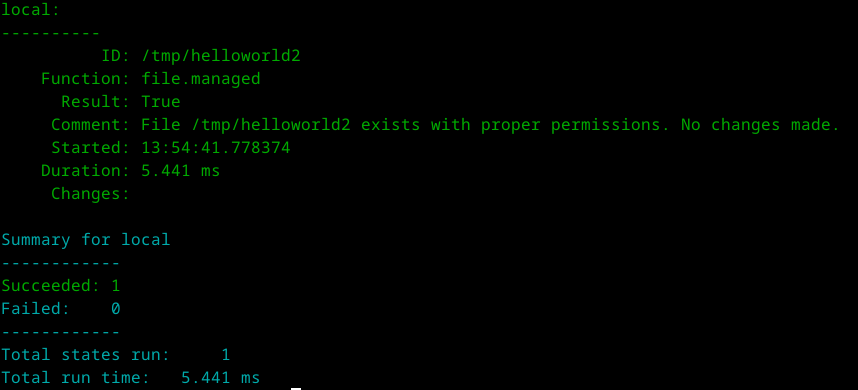 local:
----------
          ID: /tmp/helloworld2
    Function: file.managed
      Result: True
     Comment: File /tmp/helloworld2 exists with proper permissions. No changes made.
     Started: 13:54:41.778374
    Duration: 5.441 ms
     Changes:

Summary for local
------------
Succeeded: 1
Failed:    0
------------
Total states run:     1
Total run time:   5.441 ms